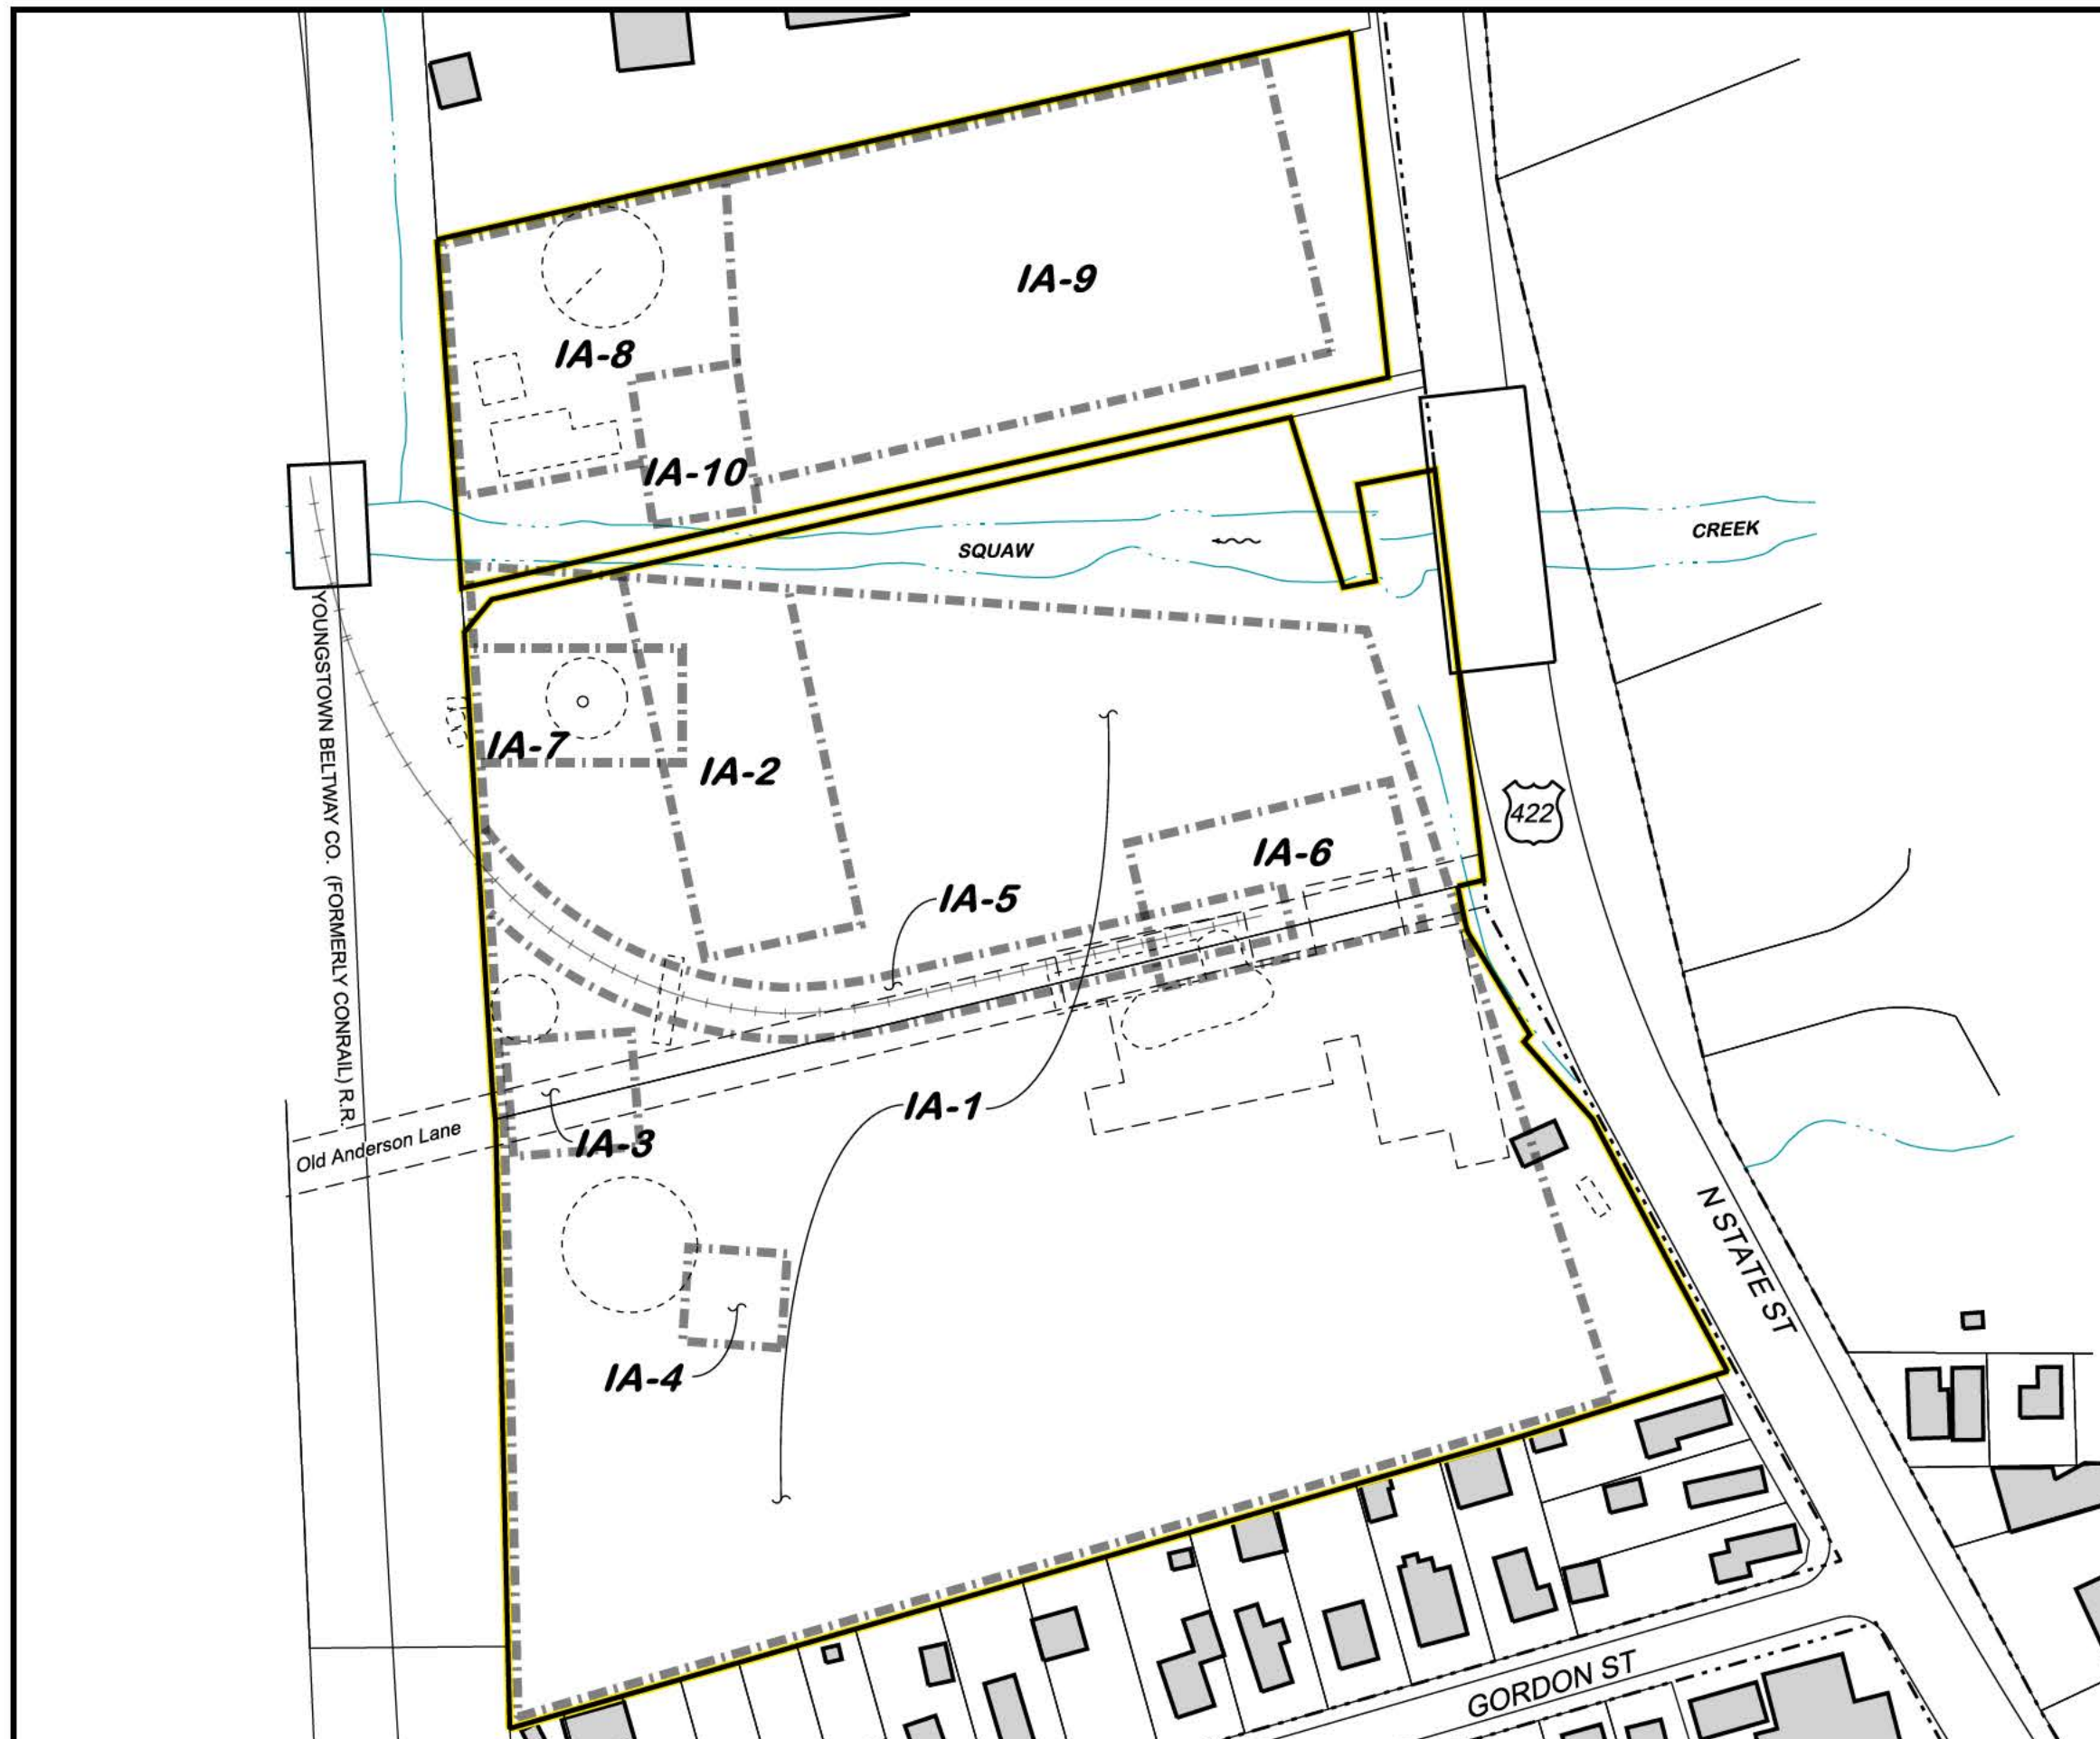 IA-9
IA-8
IA-10
SQUAW
CREEK
YOUNGSTOWN BELTWAY CO. (FORMERLY CONRAIL) R.R.
IA-7
IA-2
422
IA-6
IA-5
IA-1
Old Anderson Lane
IA-3
N STATE ST
IA-4
GORDON ST